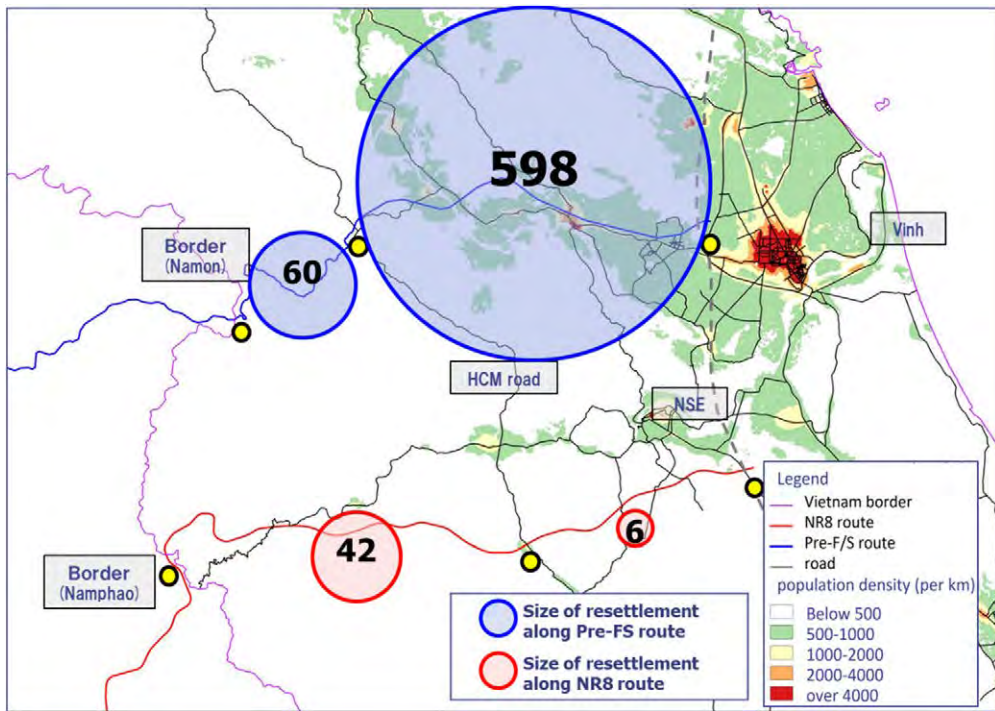 598
Vinh
Border
(Namon)
60
HCM road
NSE
42
6
Border
(Namphao)
Size of resettlement
along Pre-FS route
Size of resettlement
along NR8 route
Legend
Vietnam border
NR8 route
Pre-F/S route
road
population density (per km)
Below 500
500-1000
1000-2000
2000-4000
over 4000